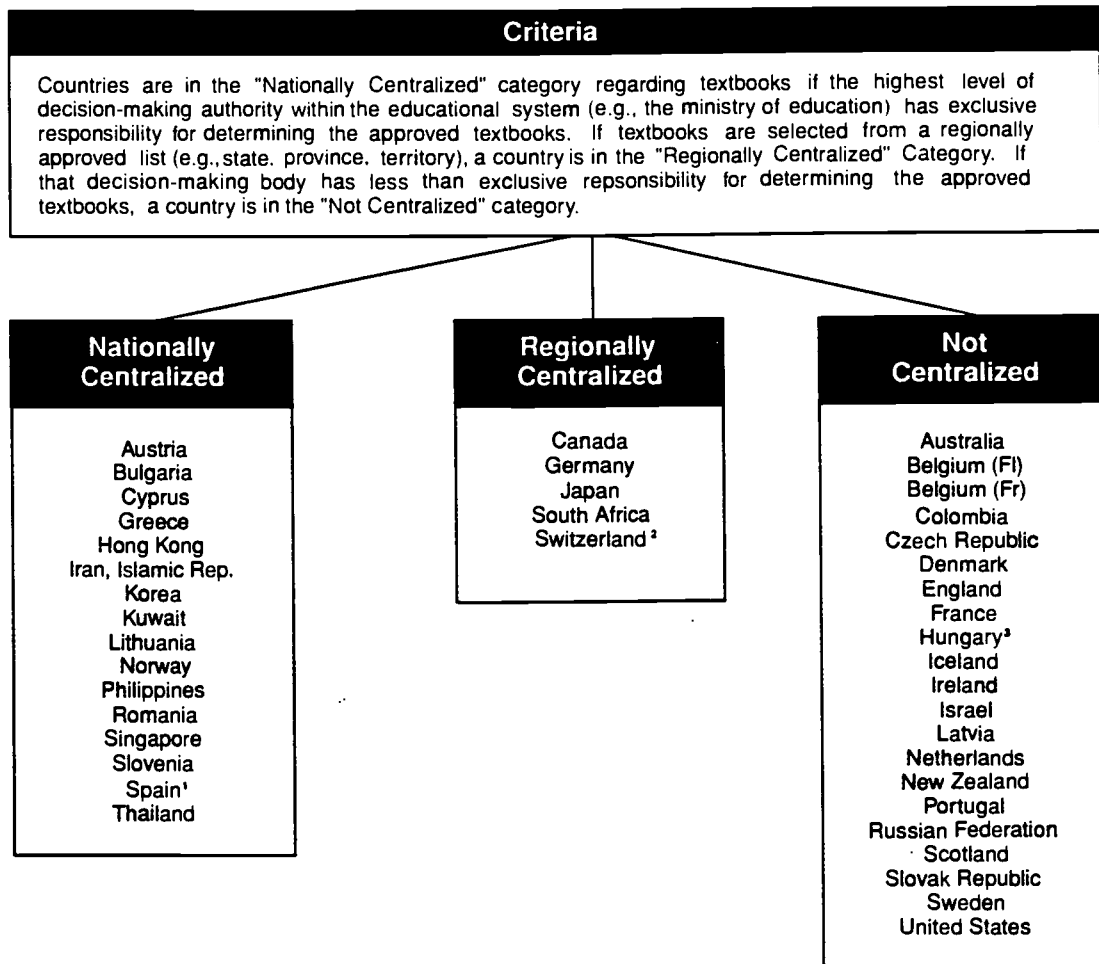 Criteria
Countries are in the "Nationally Centralized" category regarding textbooks if the highest level of
decision-making authority within the educational system (e.g., the ministry of education) has exclusive
responsibility for determining the approved textbooks. If textbooks are selected from a regionally
approved list (e.g., state. province. territory), a country is in the "Regionally Centralized" Category. If
that decision-making body has less than exclusive repsonsibility for determining the approved
textbooks, a country is in the "Not Centralized" category.
Nationally
Centralized
Austria
Bulgaria
Cyprus
Greece
Hong Kong
Iran, Islamic Rep.
Korea
Kuwait
Lithuania
Norway
Philippines
Romania
Singapore
Slovenia
Spain¹
Thailand
Regionally
Centralized
Canada
Germany
Japan
South Africa
Switzerland ²
Not
Centralized
Australia
Belgium (Fl)
Belgium (Fr)
Colombia
Czech Republic
Denmark
England
France
Hungary³
Iceland
Ireland
Israel
Latvia
Netherlands
New Zealand
Portugal
Russian Federation
Scotland
Slovak Republic
Sweden
United States